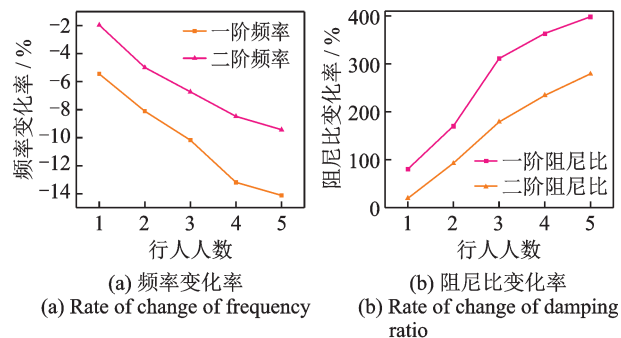 频率变化率 / %
−2
−4
−6
−8
−10
−12
−14
一阶频率
二阶频率
1 2 3 4 5
行人人数
(a) 频率变化率
(a) Rate of change of frequency
阻尼比变化率 / %
400
300
200
100
0
一阶阻尼比
二阶阻尼比
1 2 3 4 5
行人人数
(b) 阻尼比变化率
(b) Rate of change of damping
ratio